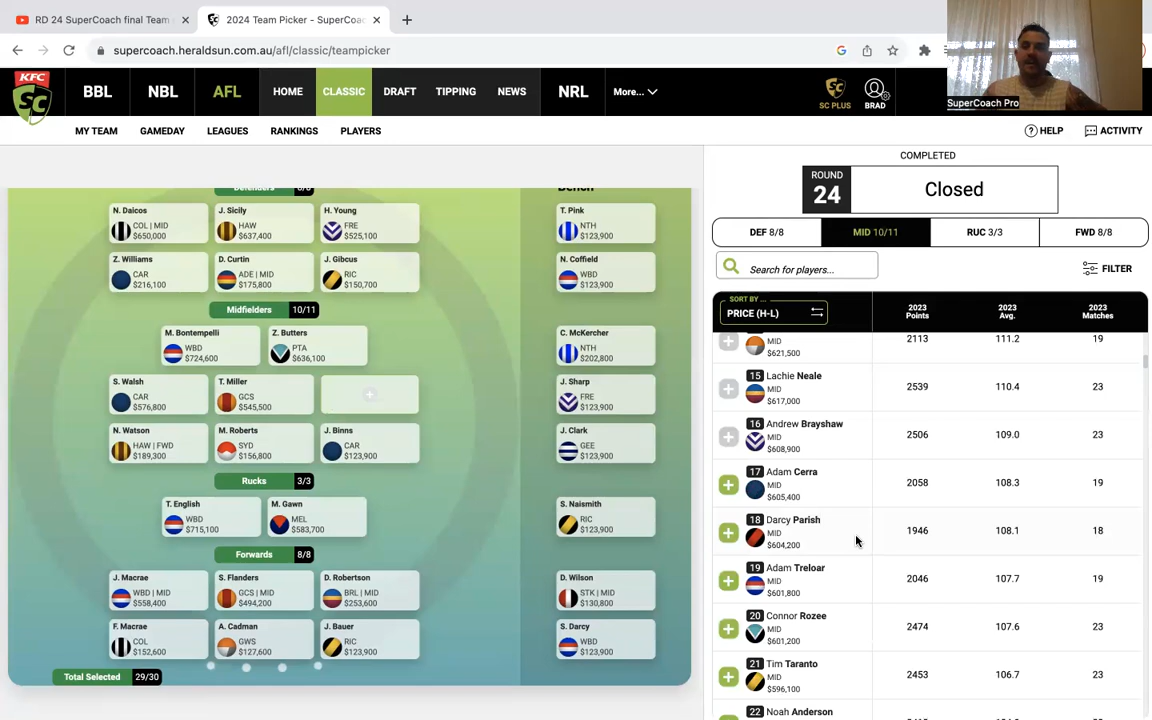 RD 24 SuperCoach final Team
2024 Team Picker - SuperCoac
supercoach.heraldsun.com.au/afl/classic/teampicker
KFC
SC
BBL
NBL
AFL
HOME
CLASSIC
DRAFT
TIPPING
NEWS
NRL
More...
SC PLUS
BRAD
SuperCoach Pro
MY TEAM
GAMEDAY
LEAGUES
RANKINGS
PLAYERS
HELP
ACTIVITY
Defenders
Bench
N. Daicos
COL | MID
$650,000
J. Sicily
HAW
$637,400
H. Young
FRE
$525,100
T. Pink
NTH
$123,900
Z. Williams
CAR
$216,100
D. Curtin
ADE | MID
$175,800
J. Gibcus
RIC
$150,700
N. Coffield
WBD
$123,900
Midfielders 10/11
M. Bontempelli
WBD
$724,600
Z. Butters
PTA
$636,100
C. McKercher
NTH
$202,800
S. Walsh
CAR
$576,800
T. Miller
GCS
$545,500
J. Sharp
FRE
$123,900
N. Watson
HAW | FWD
$189,300
M. Roberts
SYD
$156,800
J. Binns
CAR
$123,900
J. Clark
GEE
$123,900
Rucks 3/3
T. English
WBD
$715,100
M. Gawn
MEL
$583,700
S. Naismith
RIC
$123,900
Forwards 8/8
J. Macrae
WBD | MID
$558,400
S. Flanders
GCS | MID
$494,200
D. Robertson
BRL | MID
$253,600
D. Wilson
STK | MID
$130,800
F. Macrae
COL
$152,600
A. Cadman
GWS
$127,600
J. Bauer
RIC
$123,900
S. Darcy
WBD
$123,900
Total Selected 29/30
COMPLETED
ROUND
24
Closed
DEF 8/8
MID 10/11
RUC 3/3
FWD 8/8
Search for players...
FILTER
SORT BY ...
PRICE (H-L)
2023 Points
2023 Avg.
2023 Matches
MID
$621,500
2113 111.2 19
15 Lachie Neale
MID
$617,000
2539 110.4 23
16 Andrew Brayshaw
MID
$608,900
2506 109.0 23
17 Adam Cerra
MID
$605,400
2058 108.3 19
18 Darcy Parish
MID
$604,200
1946 108.1 18
19 Adam Treloar
MID
$601,800
2046 107.7 19
20 Connor Rozee
MID
$601,200
2474 107.6 23
21 Tim Taranto
MID
$596,100
2453 106.7 23
22 Noah Anderson